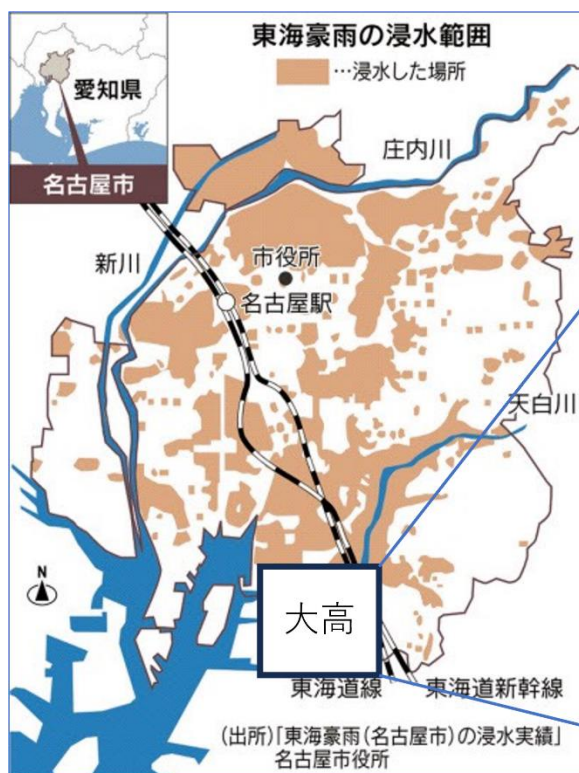 東海豪雨の浸水範囲
…浸水した場所
愛知県
名古屋市
庄内川
新川
市役所
名古屋駅
天白川
N
大高
東海道線
東海道新幹線
(出所)「東海豪雨(名古屋市)の浸水実績」
名古屋市役所